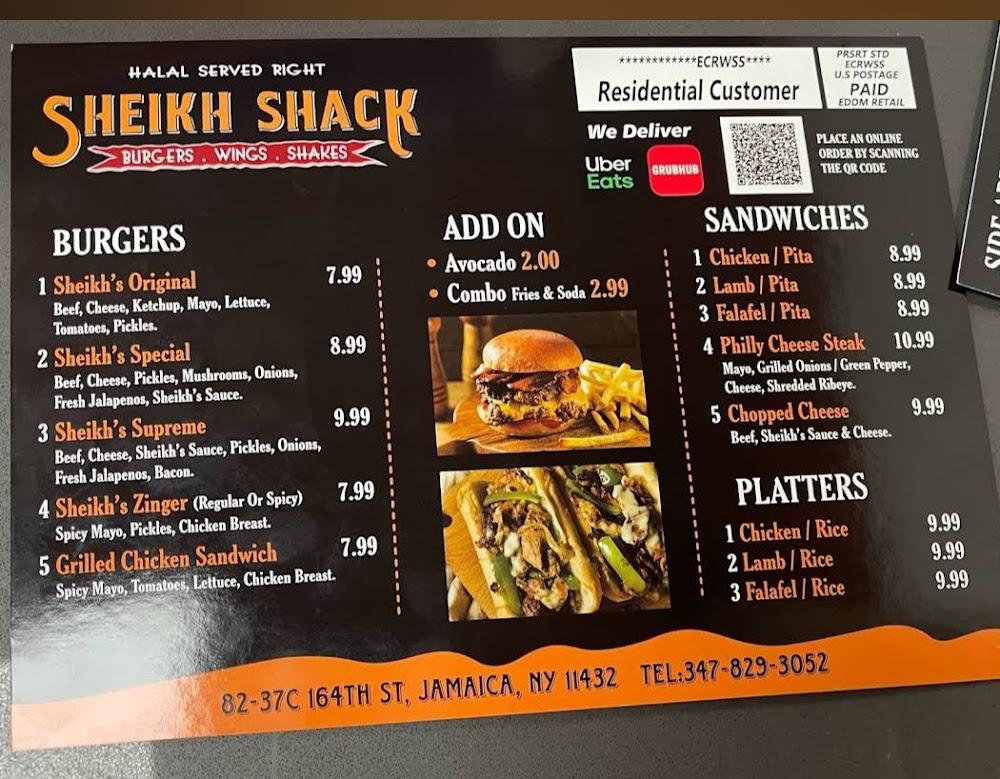 HALAL SERVED RIGHT
SHEIKH SHACK
BURGERS . WINGS . SHAKES
************ECRWSS****
Residential Customer
PRSRT STD
ECRWSS
U.S POSTAGE
PAID
EDDM RETAIL
We Deliver
Uber
Eats
GRUBHUB
PLACE AN ONLINE
ORDER BY SCANNING
THE QR CODE
BURGERS
1 Sheikh's Original 7.99
Beef, Cheese, Ketchup, Mayo, Lettuce,
Tomatoes, Pickles.
2 Sheikh's Special 8.99
Beef, Cheese, Pickles, Mushrooms, Onions,
Fresh Jalapenos, Sheikh's Sauce.
3 Sheikh's Supreme 9.99
Beef, Cheese, Sheikh's Sauce, Pickles, Onions,
Fresh Jalapenos, Bacon.
4 Sheikh's Zinger (Regular Or Spicy) 7.99
Spicy Mayo, Pickles, Chicken Breast.
5 Grilled Chicken Sandwich 7.99
Spicy Mayo, Tomatoes, Lettuce, Chicken Breast.
ADD ON
• Avocado 2.00
• Combo Fries & Soda 2.99
SANDWICHES
1 Chicken / Pita 8.99
2 Lamb / Pita 8.99
3 Falafel / Pita 8.99
4 Philly Cheese Steak 10.99
Mayo, Grilled Onions / Green Pepper,
Cheese, Shredded Ribeye.
5 Chopped Cheese 9.99
Beef, Sheikh's Sauce & Cheese.
PLATTERS
1 Chicken / Rice 9.99
2 Lamb / Rice 9.99
3 Falafel / Rice 9.99
82-37C 164TH ST, JAMAICA, NY 11432 TEL:347-829-3052
SIDE